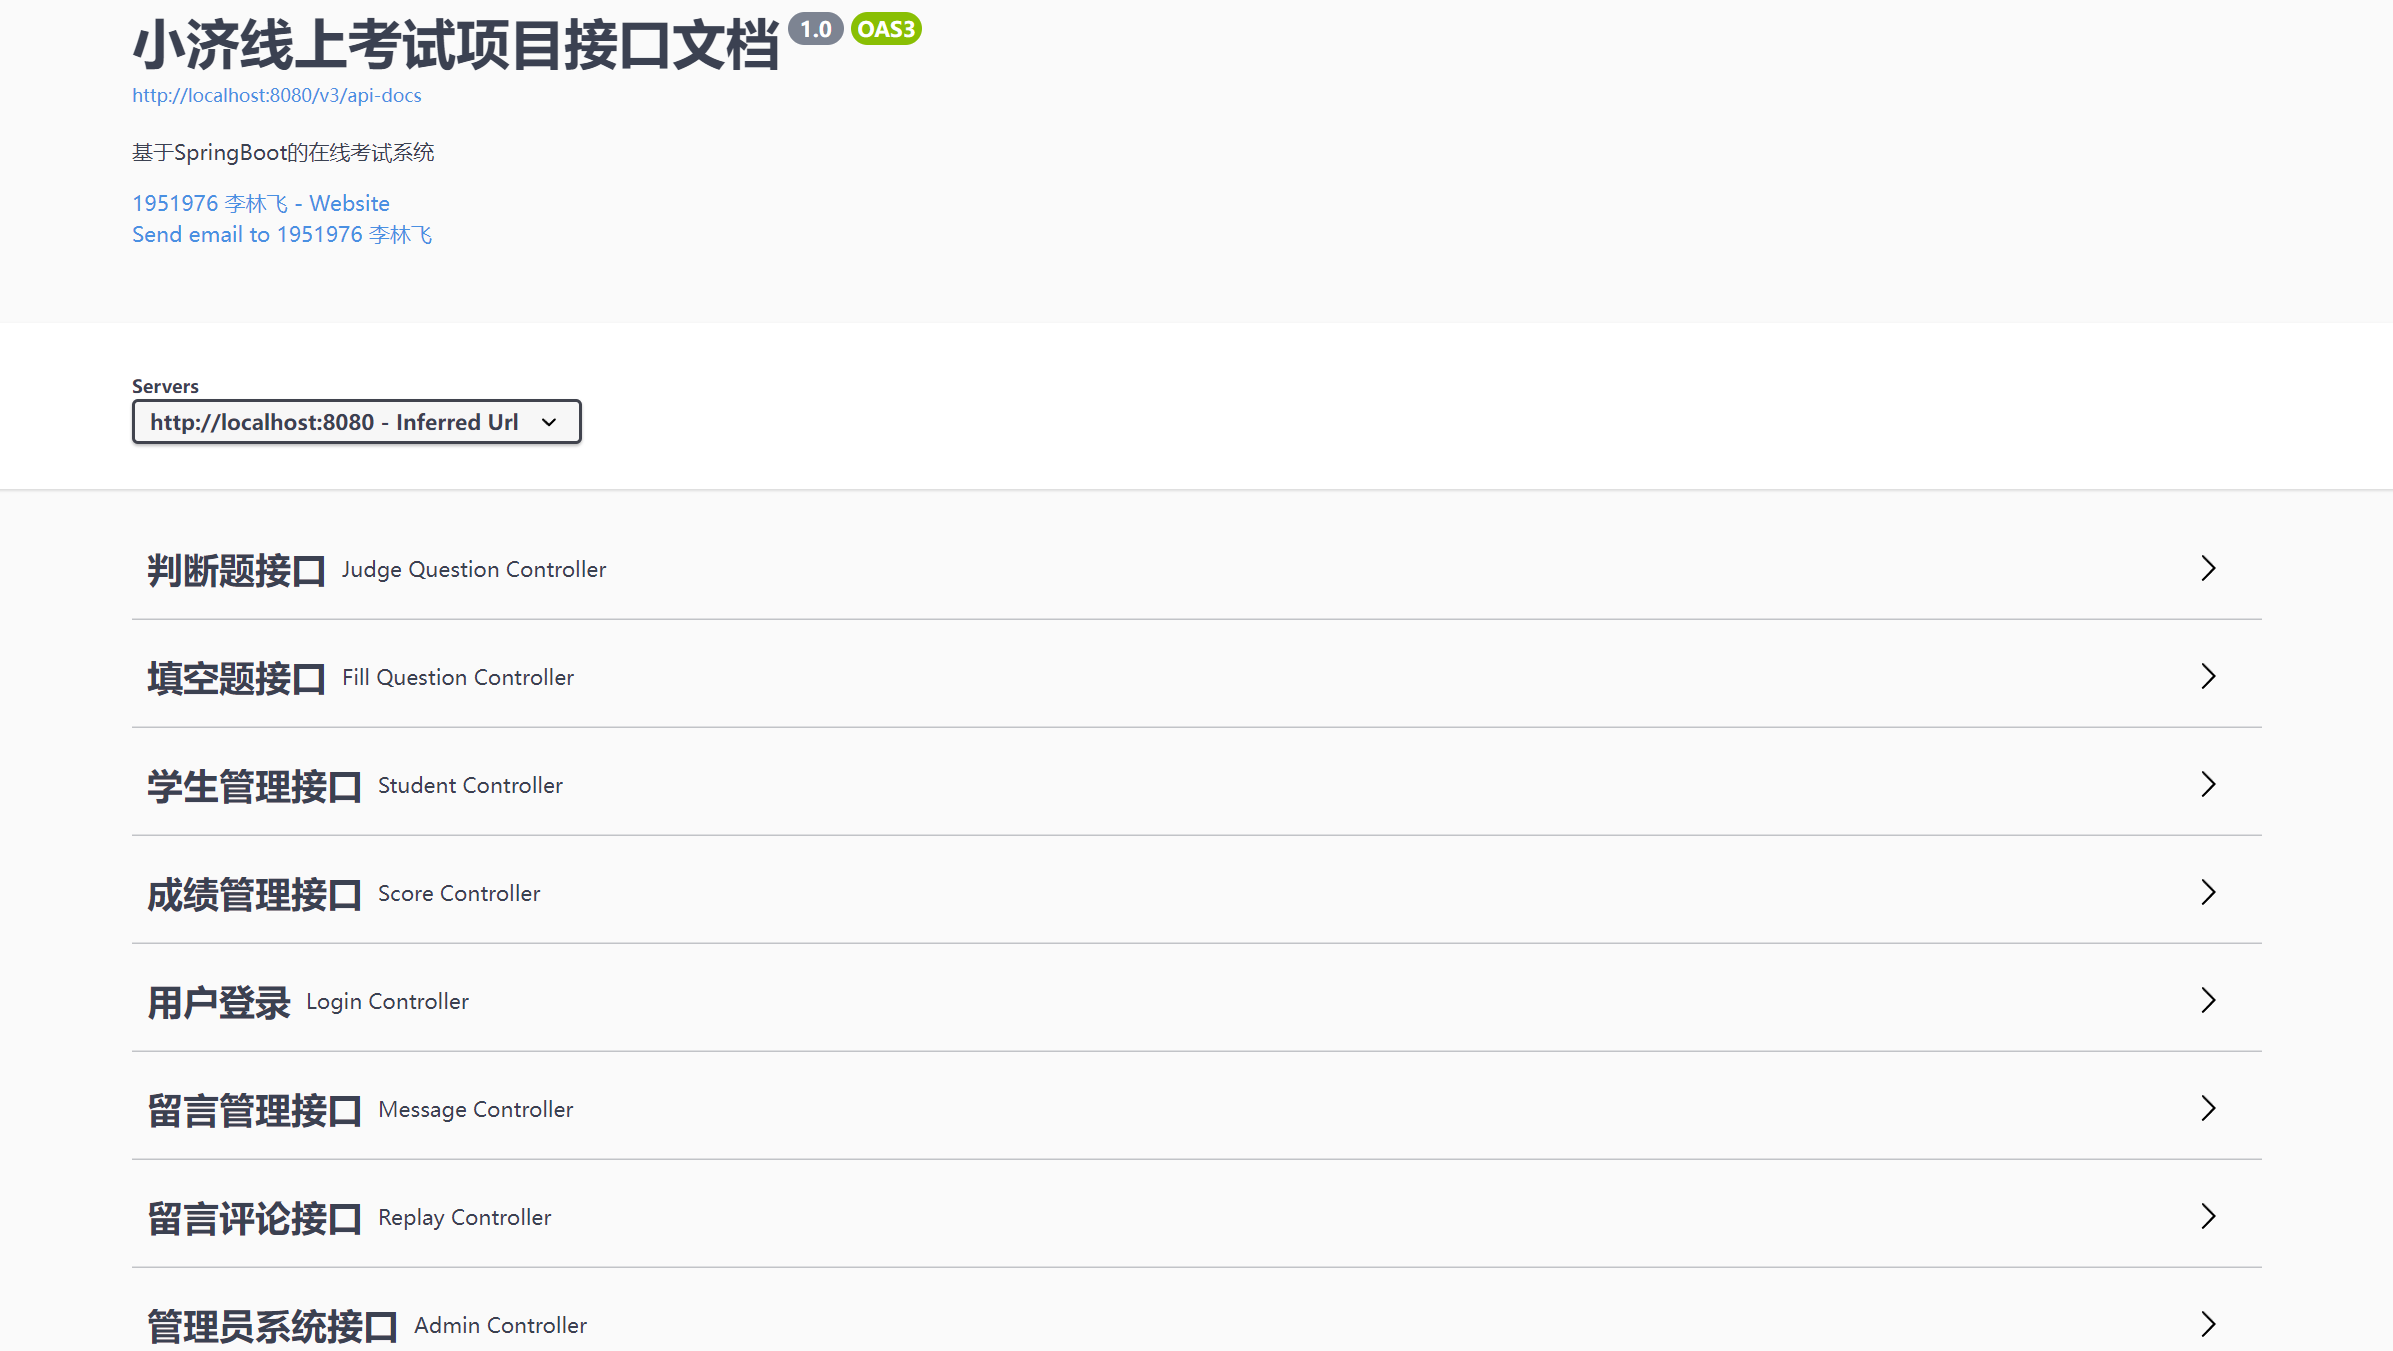 小济线上考试项目接口文档 1.0 OAS3
http://localhost:8080/v3/api-docs
基于SpringBoot的在线考试系统
1951976 李林飞 - Website
Send email to 1951976 李林飞
Servers
http://localhost:8080 - Inferred Url
判断题接口 Judge Question Controller
填空题接口 Fill Question Controller
学生管理接口 Student Controller
成绩管理接口 Score Controller
用户登录 Login Controller
留言管理接口 Message Controller
留言评论接口 Replay Controller
管理员系统接口 Admin Controller